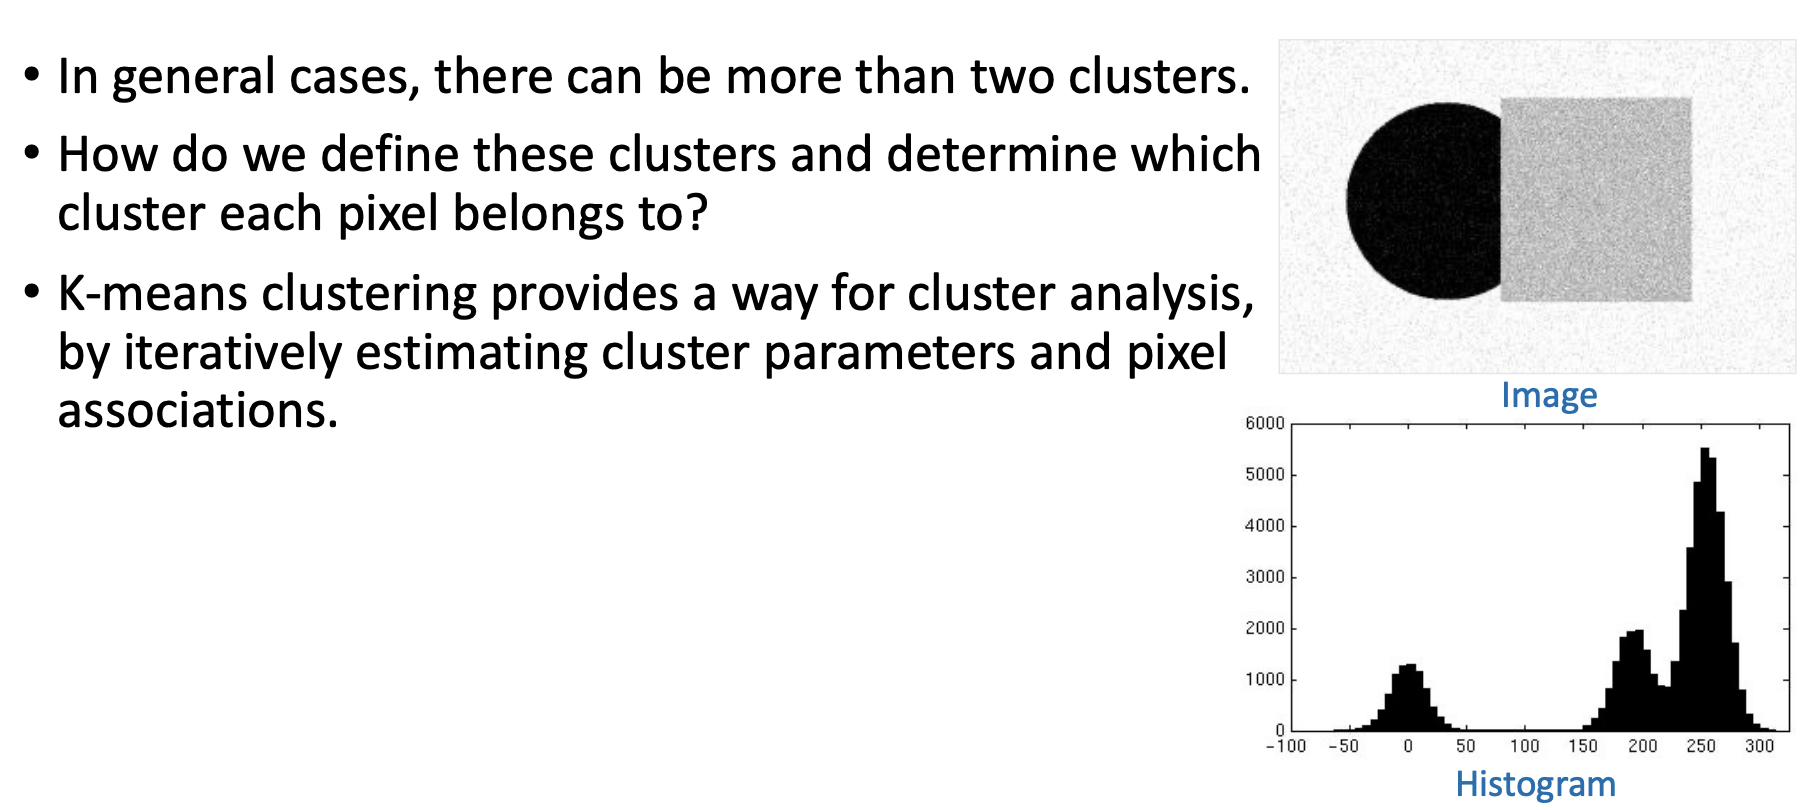 • In general cases, there can be more than two clusters.
• How do we define these clusters and determine which
cluster each pixel belongs to?
• K-means clustering provides a way for cluster analysis,
by iteratively estimating cluster parameters and pixel
associations.
Image
6000
5000
4000
3000
2000
1000
0
-100 -50 0 50 100 150 200 250 300
Histogram